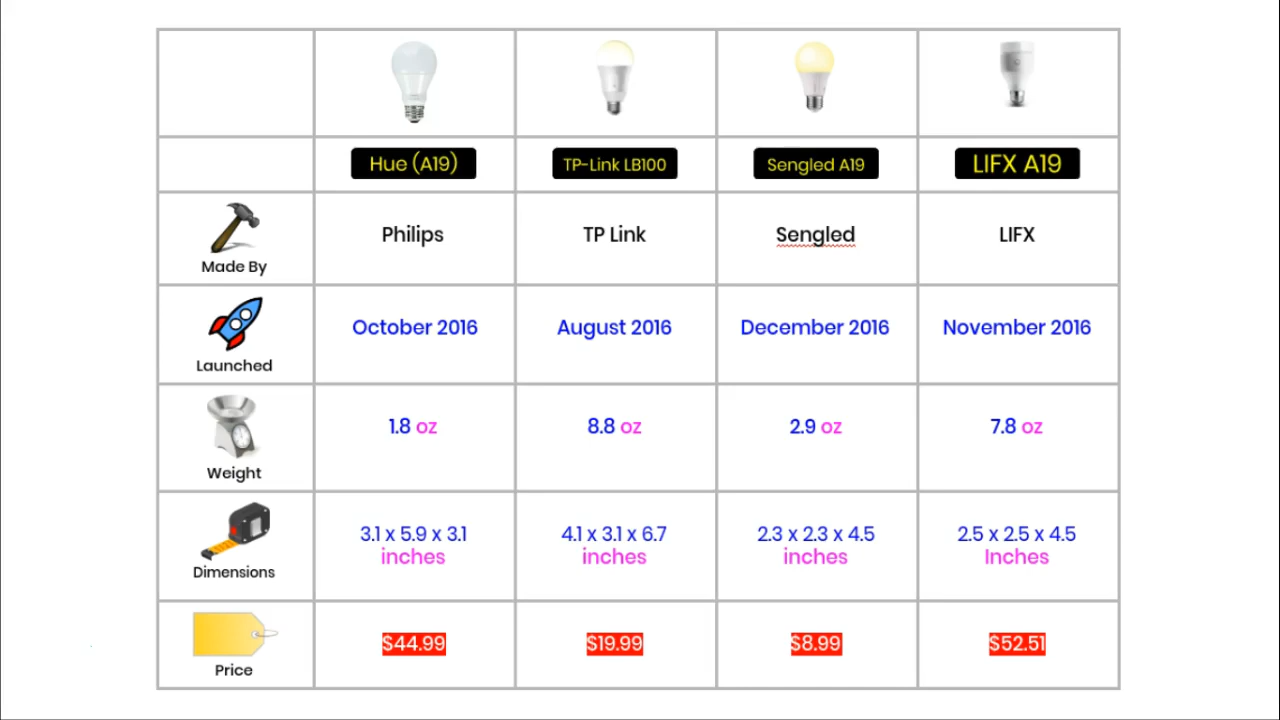 Hue (A19) TP-Link LB100 Sengled A19 LIFX A19
Made By Philips TP Link Sengled LIFX
Launched October 2016 August 2016 December 2016 November 2016
Weight 1.8 oz 8.8 oz 2.9 oz 7.8 oz
3.1 x 5.9 x 3.1 4.1 x 3.1 x 6.7 2.3 x 2.3 x 4.5 2.5 x 2.5 x 4.5
inches inches inches Inches
Dimensions
$44.99 $19.99 $8.99 $52.51
Price